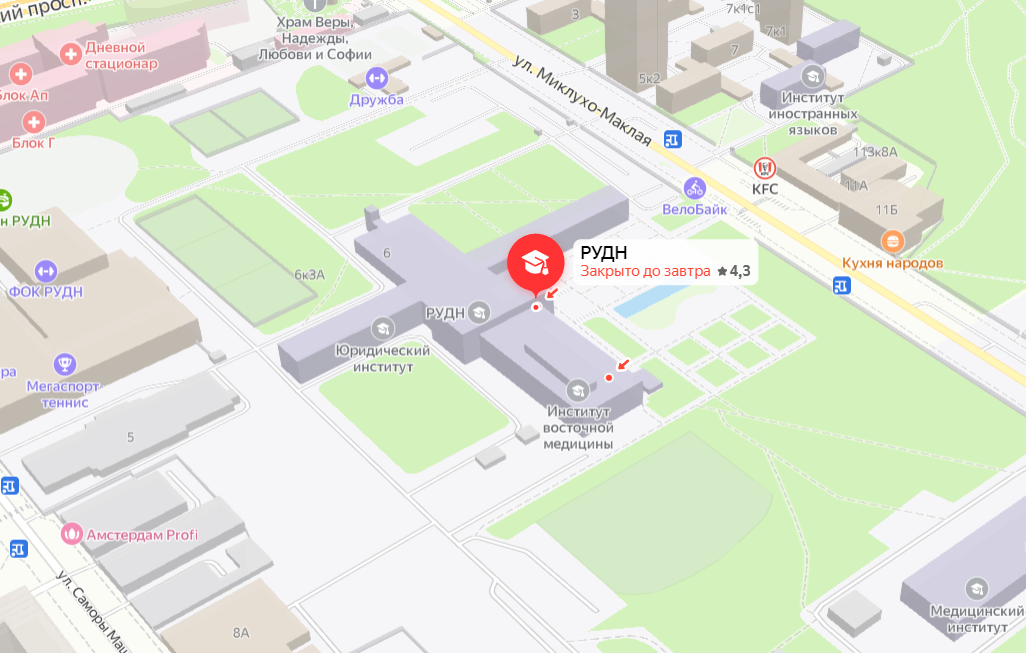 ский просп.
3
7к1с1
7к1
7
5к2
Храм Веры,
Надежды,
Любови и Софии
Дневной
стационар
Блок Ап
Блок Г
Дружба
ул. Миклухо-Маклая
Институт
иностранных
языков
KFC
113к8А
11А
11Б
ВелоБайк
Кухня народов
н РУДН
ФОК РУДН
6
6к3А
РУДН
Закрыто до завтра
4,3
РУДН
Юридический
институт
ра
Мегаспорт
теннис
Институт
восточной
медицины
5
Амстердам Profi
ул. Саморы Маш
8А
Медицинский
институт